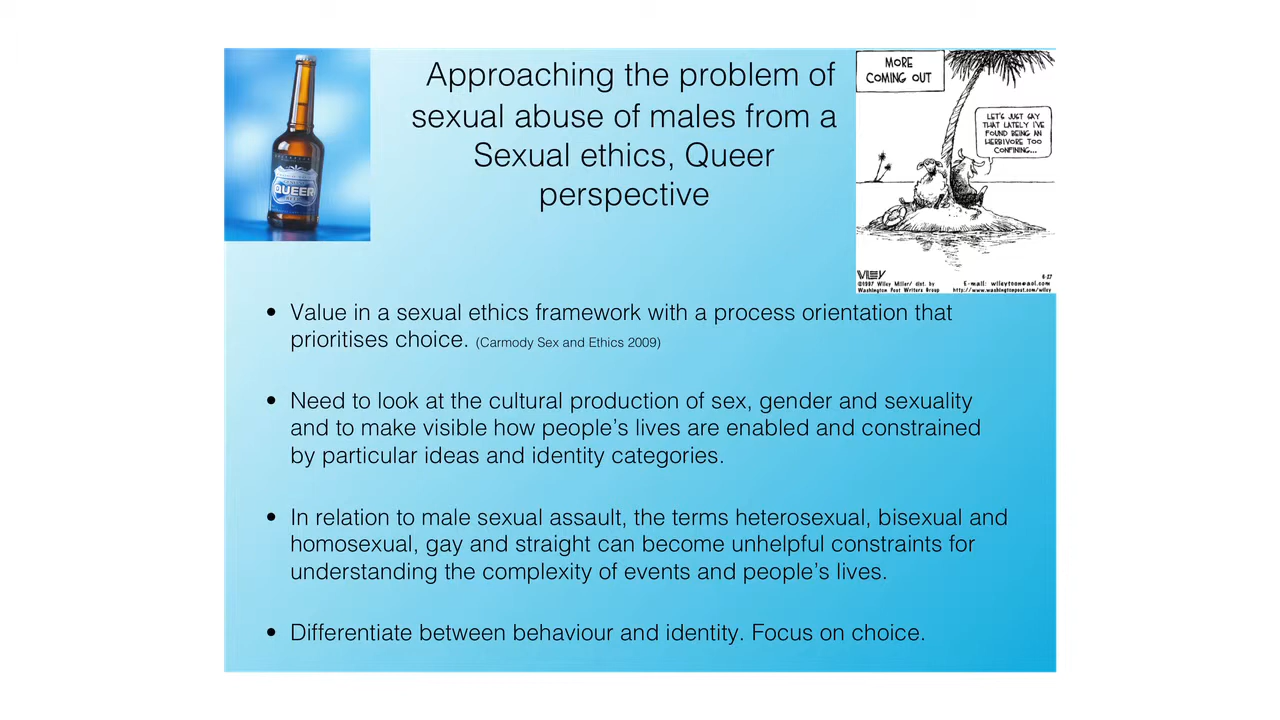 Approaching the problem of
sexual abuse of males from a
Sexual ethics, Queer
perspective
QUEER
MORE
COMING OUT
LET'S JUST SAY
THAT LATELY I'VE
FOUND BEING AN
HERBIVORE TOO
CONFINING...
WILEY
©1997 Wiley Miller/ dist. by
Washington Post Writers Group
6-27
E-mail: wileytoon@aol.com
http://www.washingtonpost.com/wiley
• Value in a sexual ethics framework with a process orientation that
prioritises choice. (Carmody Sex and Ethics 2009)
• Need to look at the cultural production of sex, gender and sexuality
and to make visible how people's lives are enabled and constrained
by particular ideas and identity categories.
• In relation to male sexual assault, the terms heterosexual, bisexual and
homosexual, gay and straight can become unhelpful constraints for
understanding the complexity of events and people's lives.
• Differentiate between behaviour and identity. Focus on choice.